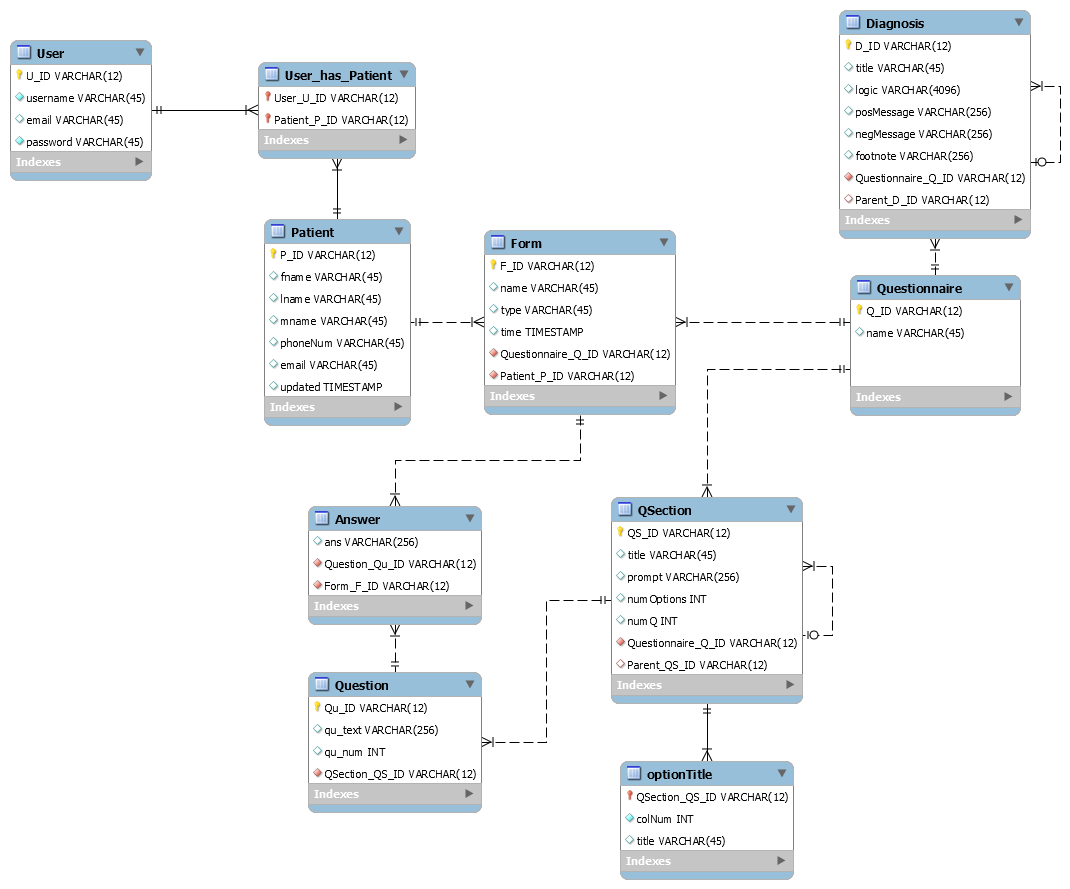 User
U_ID VARCHAR(12)
username VARCHAR(45)
email VARCHAR(45)
password VARCHAR(45)
Indexes
User_has_Patient
User_U_ID VARCHAR(12)
Patient_P_ID VARCHAR(12)
Indexes
Diagnosis
D_ID VARCHAR(12)
title VARCHAR(45)
logic VARCHAR(4096)
posMessage VARCHAR(256)
negMessage VARCHAR(256)
footnote VARCHAR(256)
Questionnaire_Q_ID VARCHAR(12)
Parent_D_ID VARCHAR(12)
Indexes
Patient
P_ID VARCHAR(12)
fname VARCHAR(45)
lname VARCHAR(45)
mname VARCHAR(45)
phoneNum VARCHAR(45)
email VARCHAR(45)
updated TIMESTAMP
Indexes
Form
F_ID VARCHAR(12)
name VARCHAR(45)
type VARCHAR(45)
time TIMESTAMP
Questionnaire_Q_ID VARCHAR(12)
Patient_P_ID VARCHAR(12)
Indexes
Questionnaire
Q_ID VARCHAR(12)
name VARCHAR(45)
Indexes
Answer
ans VARCHAR(256)
Question_Qu_ID VARCHAR(12)
Form_F_ID VARCHAR(12)
Indexes
QSection
QS_ID VARCHAR(12)
title VARCHAR(45)
prompt VARCHAR(256)
numOptions INT
numQ INT
Questionnaire_Q_ID VARCHAR(12)
Parent_QS_ID VARCHAR(12)
Indexes
Question
Qu_ID VARCHAR(12)
qu_text VARCHAR(256)
qu_num INT
QSection_QS_ID VARCHAR(12)
Indexes
optionTitle
QSection_QS_ID VARCHAR(12)
colNum INT
title VARCHAR(45)
Indexes